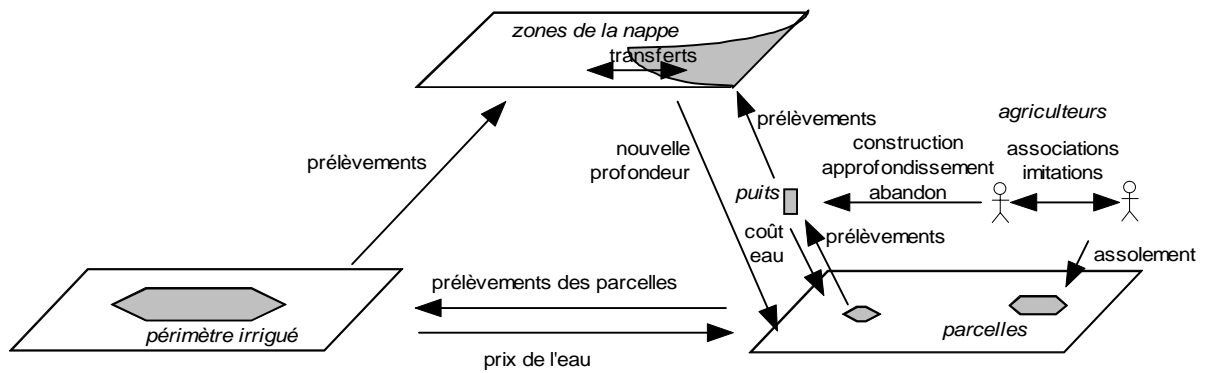 zones de la nappe
transferts
prélèvements
agriculteurs
construction
approfondissement
abandon
associations
imitations
prélèvements
nouvelle
profondeur
puits
coût
eau
prélèvements
assolement
prélèvements des parcelles
périmètre irrigué
parcelles
prix de l'eau